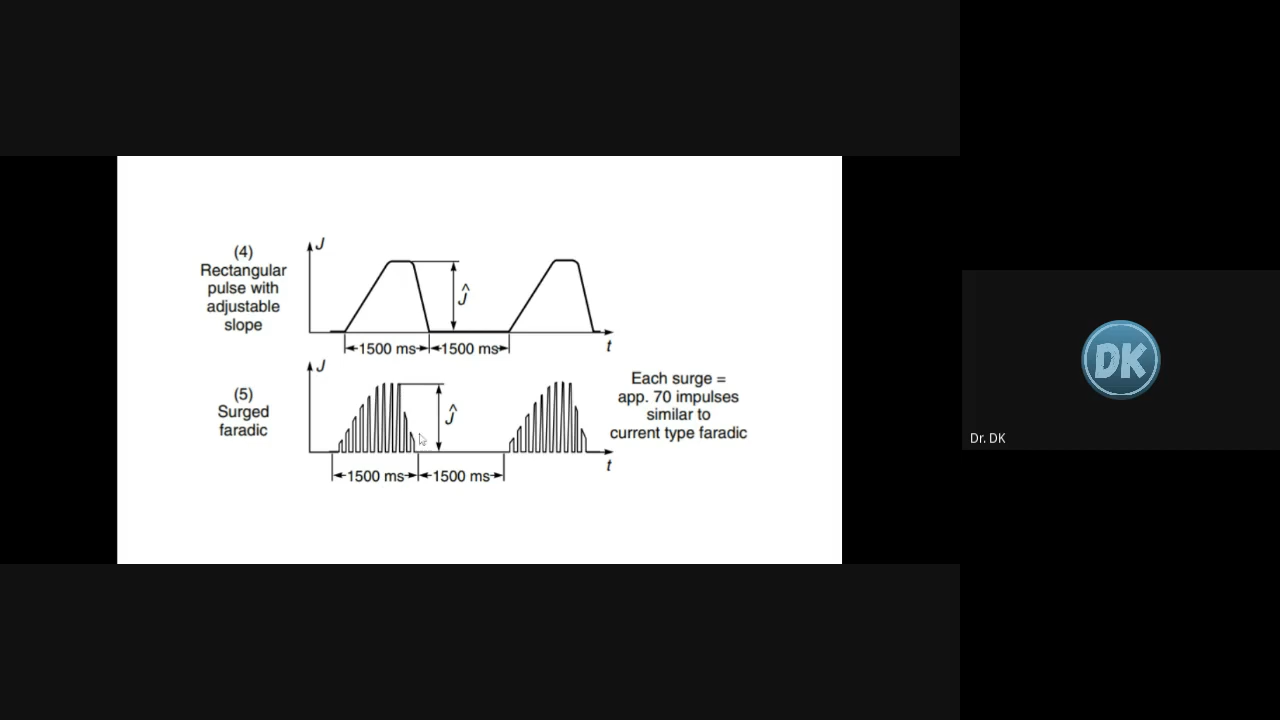 (4)
Rectangular
pulse with
adjustable
slope
J
Ĵ
1500 ms
1500 ms
t
(5)
Surged
faradic
J
Ĵ
1500 ms
1500 ms
t
Each surge =
app. 70 impulses
similar to
current type faradic
DK
Dr. DK